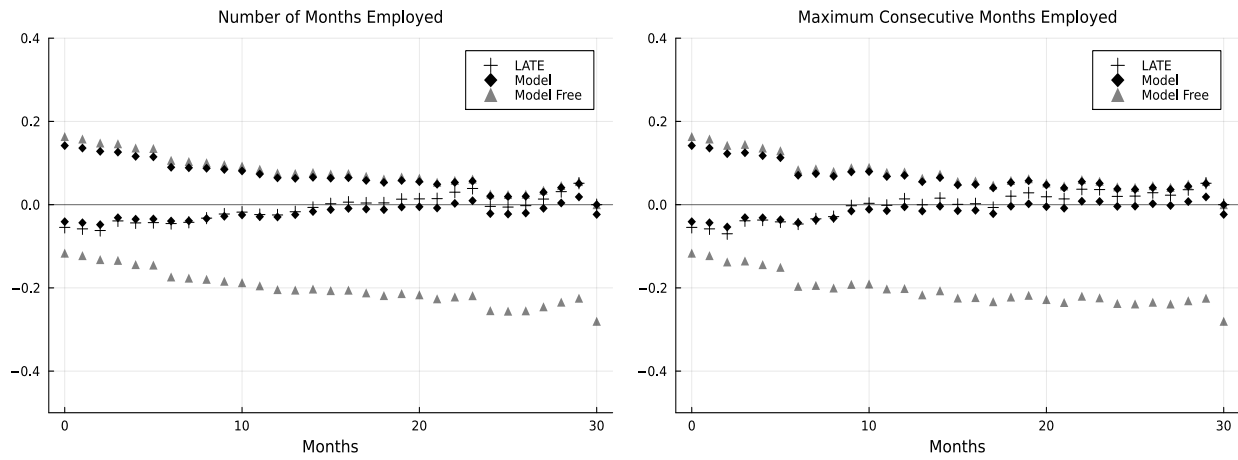 Number of Months Employed
0.4
0.2
0.0
−0.2
−0.4
LATE
Model
Model Free
0
10
20
30
Months
Maximum Consecutive Months Employed
0.4
0.2
0.0
−0.2
−0.4
LATE
Model
Model Free
0
10
20
30
Months